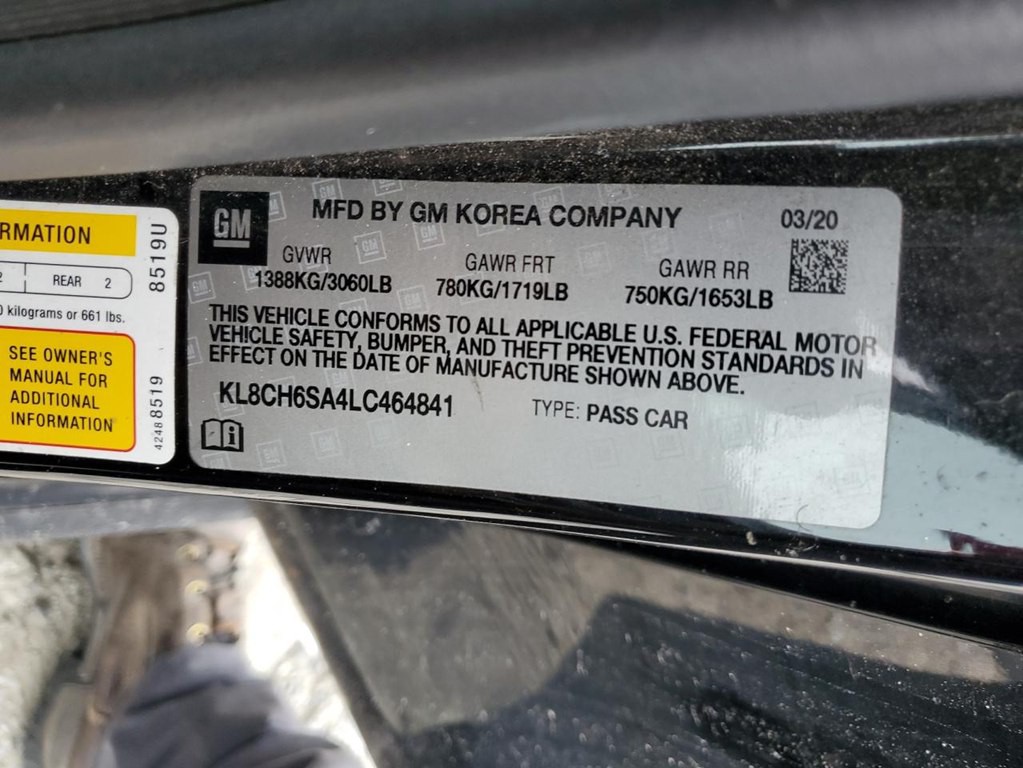 RMATION
2 REAR 2
0 kilograms or 661 lbs.
SEE OWNER'S
MANUAL FOR
ADDITIONAL
INFORMATION
8519U
42488519
GM
MFD BY GM KOREA COMPANY 03/20
GVWR GAWR FRT GAWR RR
1388KG/3060LB 780KG/1719LB 750KG/1653LB
THIS VEHICLE CONFORMS TO ALL APPLICABLE U.S. FEDERAL MOTOR
VEHICLE SAFETY, BUMPER, AND THEFT PREVENTION STANDARDS IN
EFFECT ON THE DATE OF MANUFACTURE SHOWN ABOVE.
KL8CH6SA4LC464841 TYPE: PASS CAR